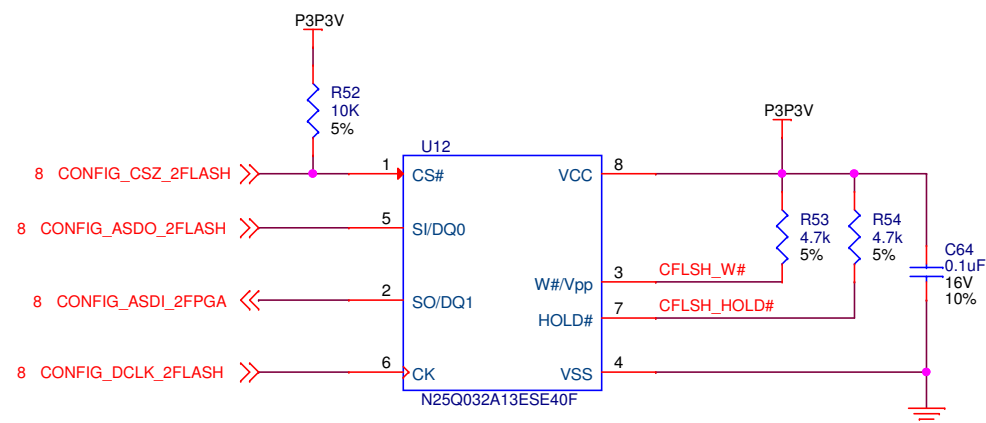 P3P3V
R52
10K
5%
P3P3V
U12
8 CONFIG_CSZ_2FLASH
1
CS#
VCC
8
8 CONFIG_ASDO_2FLASH
5
SI/DQ0
R53
4.7k
5%
R54
4.7k
5%
C64
0.1uF
16V
10%
W#/Vpp
3
CFLSH_W#
8 CONFIG_ASDI_2FPGA
2
SO/DQ1
HOLD#
7
CFLSH_HOLD#
8 CONFIG_DCLK_2FLASH
6
CK
VSS
4
N25Q032A13ESE40F